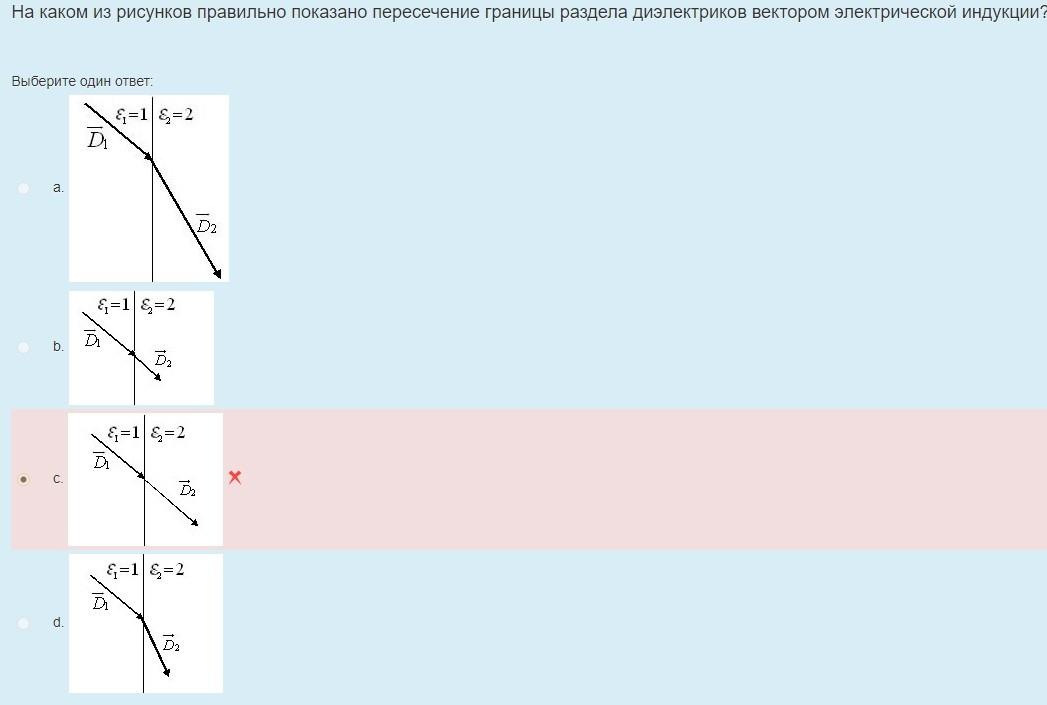 На каком из рисунков правильно показано пересечение границы раздела диэлектриков вектором электрической индукции?
Выберите один ответ:
ε₁=1 ε₂=2
D₁
D₂
a.
ε₁=1 ε₂=2
D₁
D₂
b.
ε₁=1 ε₂=2
D₁
D₂
c.
ε₁=1 ε₂=2
D₁
D₂
d.